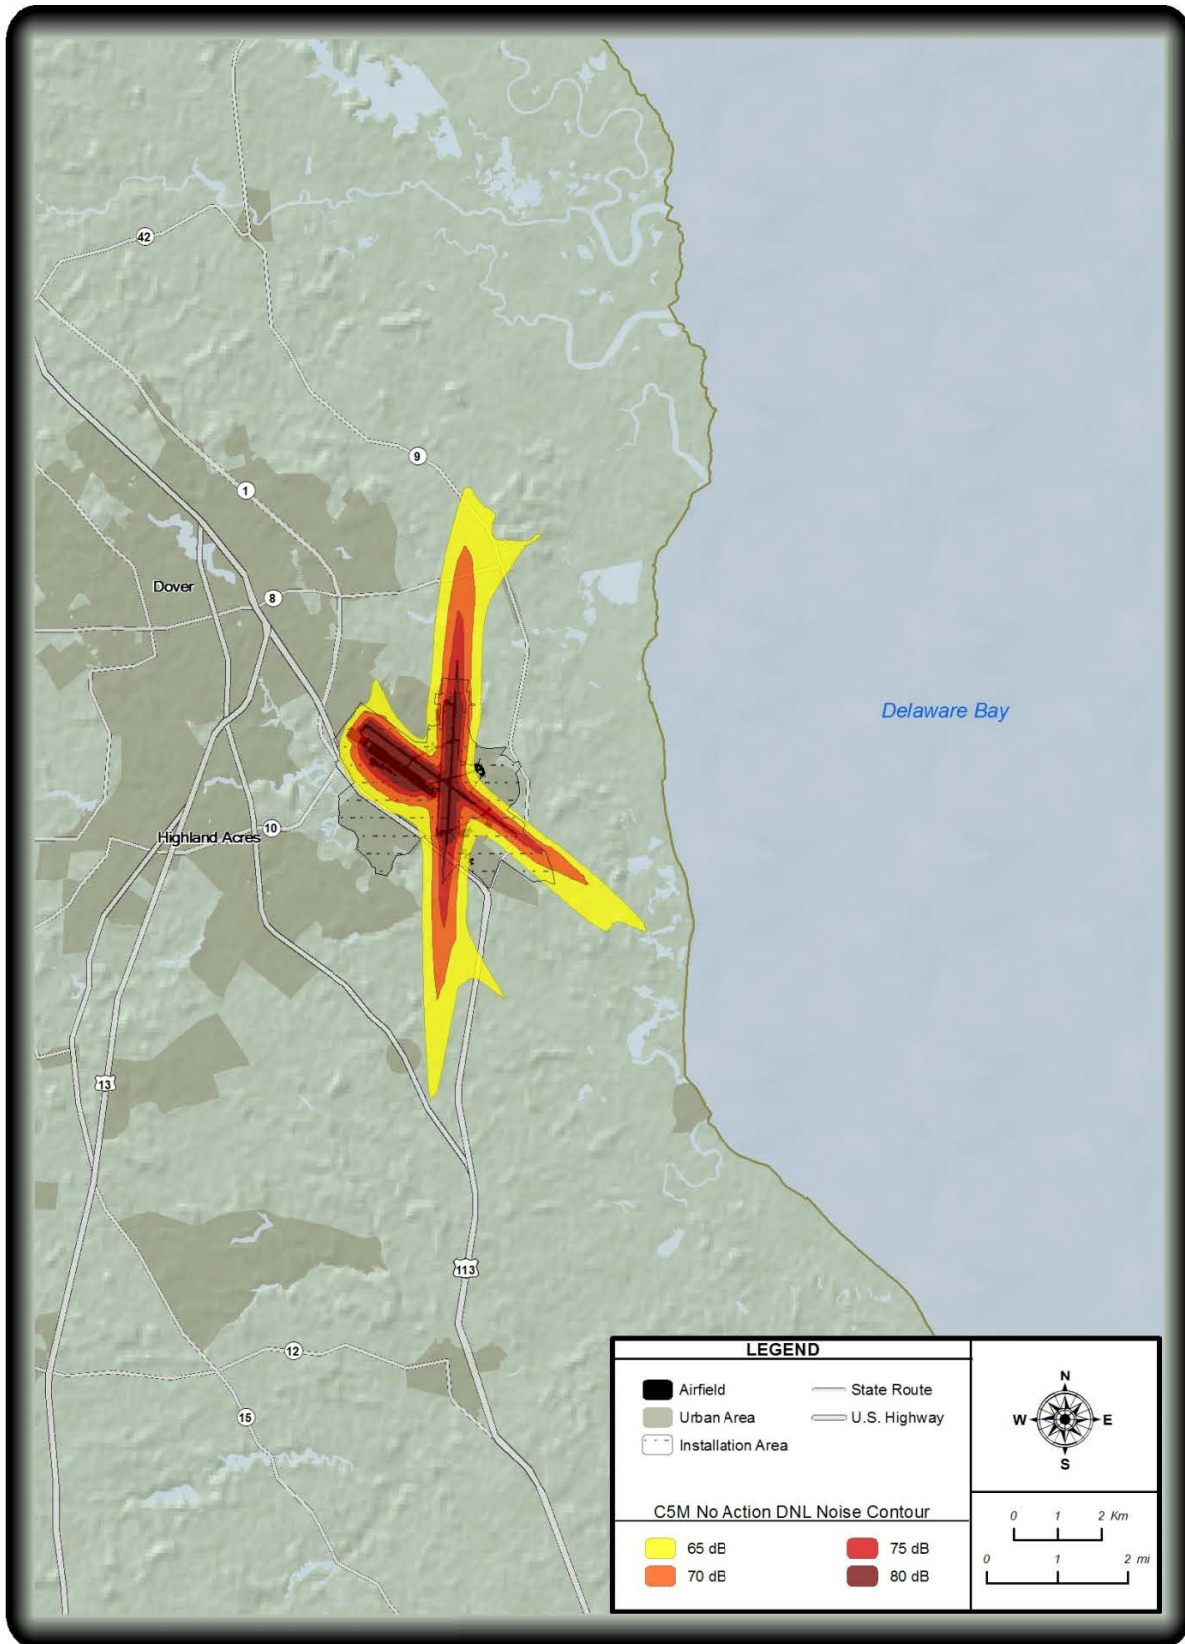 42
9
1
Dover
8
Delaware Bay
Highland Acres
10
13
113
12
15
LEGEND
Airfield
State Route
Urban Area
U.S. Highway
Installation Area
C5M No Action DNL Noise Contour
65 dB
75 dB
70 dB
80 dB
N
W
E
S
0 1 2 Km
0 1 2 mi